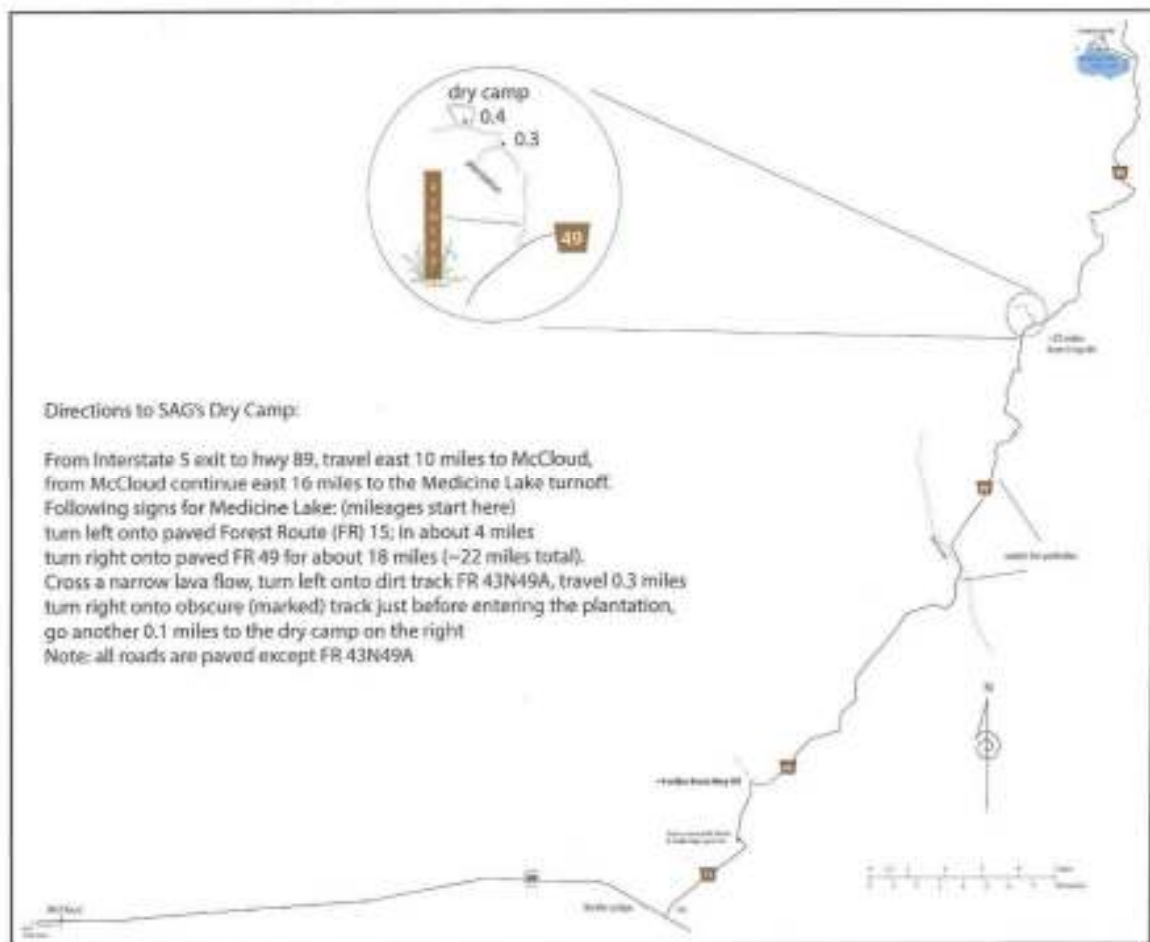 dry camp
0.4
0.3
49
Directions to SAG's Dry Camp:
From Interstate 5 exit to hwy 89, travel east 10 miles to McCloud,
from McCloud continue east 16 miles to the Medicine Lake turnoff.
Following signs for Medicine Lake: (mileages start here)
turn left onto paved Forest Route (FR) 15; in about 4 miles
turn right onto paved FR 49 for about 18 miles (~22 miles total).
Cross a narrow lava flow, turn left onto dirt track FR 43N49A, travel 0.3 miles
turn right onto obscure (marked) track just before entering the plantation,
go another 0.1 miles to the dry camp on the right
Note: all roads are paved except FR 43N49A
watch for potholes
N
McCloud